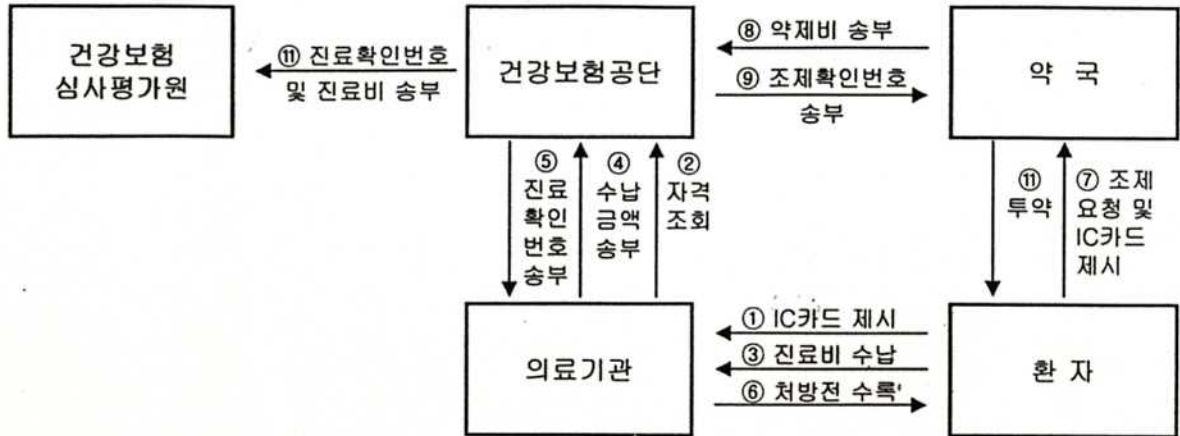 건강보험
심사평가원
⑪ 진료확인번호
및 진료비 송부
건강보험공단
⑧ 약제비 송부
⑨ 조제확인번호
송부
약 국
⑤
진료
확인
번호
송부
④
수납
금액
송부
②
자격
조회
⑪
투약
⑦ 조제
요청 및
IC카드
제시
의료기관
① IC카드 제시
③ 진료비 수납
⑥ 처방전 수록
환 자